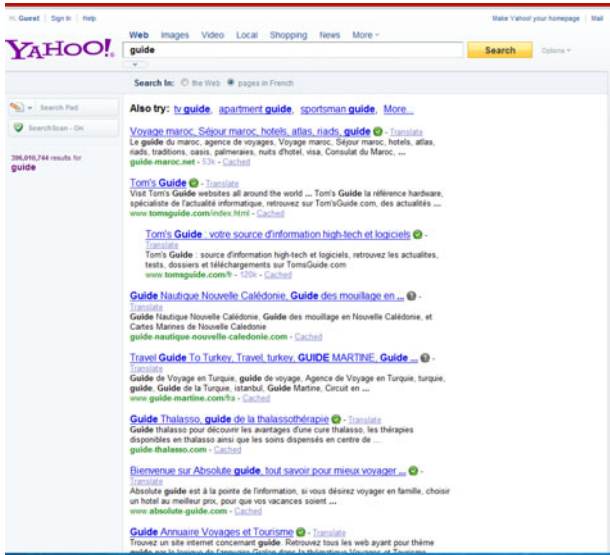 Hi, Guest | Sign In | Help
Make Yahoo! your homepage | Mail
YAHOO!
Web Images Video Local Shopping News More
guide
Search
Options
Search In: the Web pages in French
Search Pad
SearchScan - On
396,010,744 results for
guide
Also try: tv guide, apartment guide, sportsman guide, More...
Voyage maroc, Séjour maroc, hotels, atlas, riads, guide - Translate
Le guide du maroc, agence de voyages, Voyage maroc, Séjour maroc, hotels, atlas,
riads, traditions, oasis, palmeraies, nuits d'hotel, visa, Consulat du Maroc, ...
guide-maroc.net - 53k - Cached
Tom's Guide - Translate
Visit Tom's Guide websites all around the world ... Tom's Guide la référence hardware,
spécialiste de l'actualité informatique, retrouvez sur Tom'sGuide.com, des actualités ...
www.tomsguide.com/index.html - Cached
Tom's Guide : votre source d'information high-tech et logiciels -
Translate
Tom's Guide : source d'information high-tech et logiciels, retrouvez les actualites,
tests, dossiers et téléchargements sur TomsGuide.com
www.tomsguide.com/fr - 120k - Cached
Guide Nautique Nouvelle Calédonie, Guide des mouillage en ... -
Translate
Guide Nautique Nouvelle Calédonie, Guide des mouillage en Nouvelle Calédonie, et
Cartes Marines de Nouvelle Caledonie
guide-nautique-nouvelle-caledonie.com - Cached
Travel Guide To Turkey, Travel, turkey, GUIDE MARTINE, Guide ... -
Translate
Guide de Voyage en Turquie, guide de voyage, Agence de Voyage en Turquie, turquie,
guide, Guide de la Turquie, istanbul, Guide Martine, Circuit en ...
www.guide-martine.com/fra - Cached
Guide Thalasso, guide de la thalassothérapie - Translate
Guide thalasso pour découvrir les avantages d'une cure thalasso, les thérapies
disponibles en thalasso ainsi que les soins dispensés en centre de ...
guide-thalasso.com - Cached
Bienvenue sur Absolute guide, tout savoir pour mieux voyager ... -
Translate
Absolute guide est à la pointe de l'information, si vous désirez voyager en famille, choisir
un hotel au meilleur prix, pour que vos vacances soient ...
www.absolute-guide.com - Cached
Guide Annuaire Voyages et Tourisme - Translate
Trouvez un site internet concernant guide. Retrouvez tous les web ayant pour thème